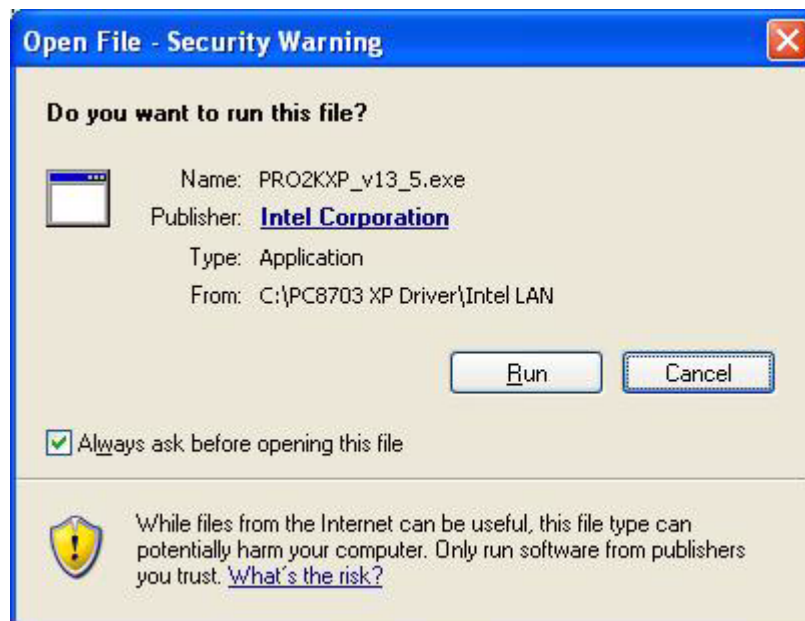 Open File - Security Warning
Do you want to run this file?
Name: PRO2KXP_v13_5.exe
Publisher: Intel Corporation
Type: Application
From: C:\PC8703 XP Driver\Intel LAN
Run Cancel
Always ask before opening this file
While files from the Internet can be useful, this file type can
potentially harm your computer. Only run software from publishers
you trust. What's the risk?